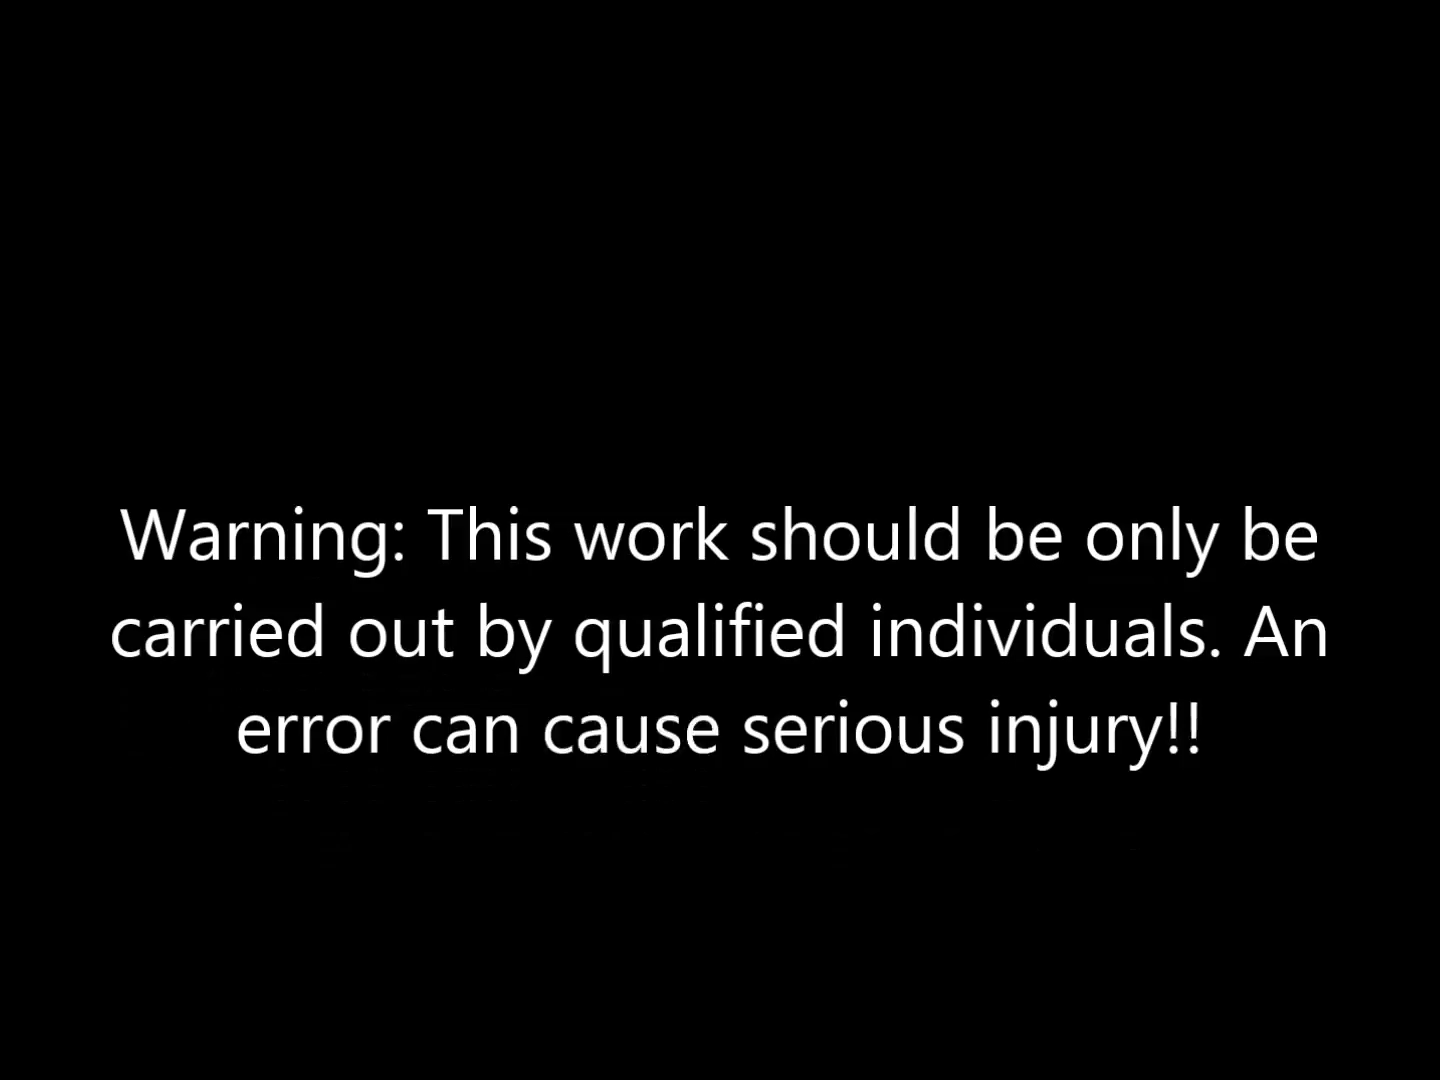 Warning: This work should be only be
carried out by qualified individuals. An
error can cause serious injury!!